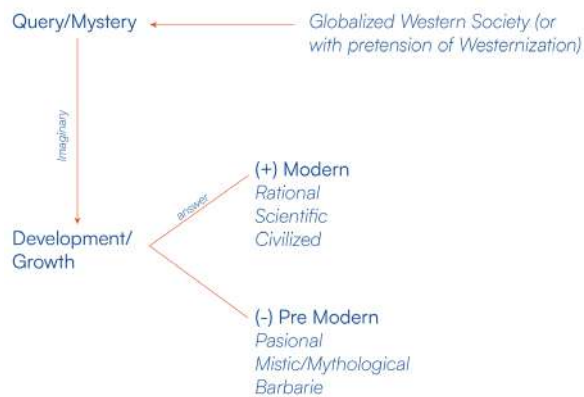 Query/Mystery
Globalized Western Society (or
with pretension of Westernization)
Imaginary
answer
(+) Modern
Rational
Scientific
Civilized
Development/
Growth
(-) Pre Modern
Pasional
Mistic/Mythological
Barbarie